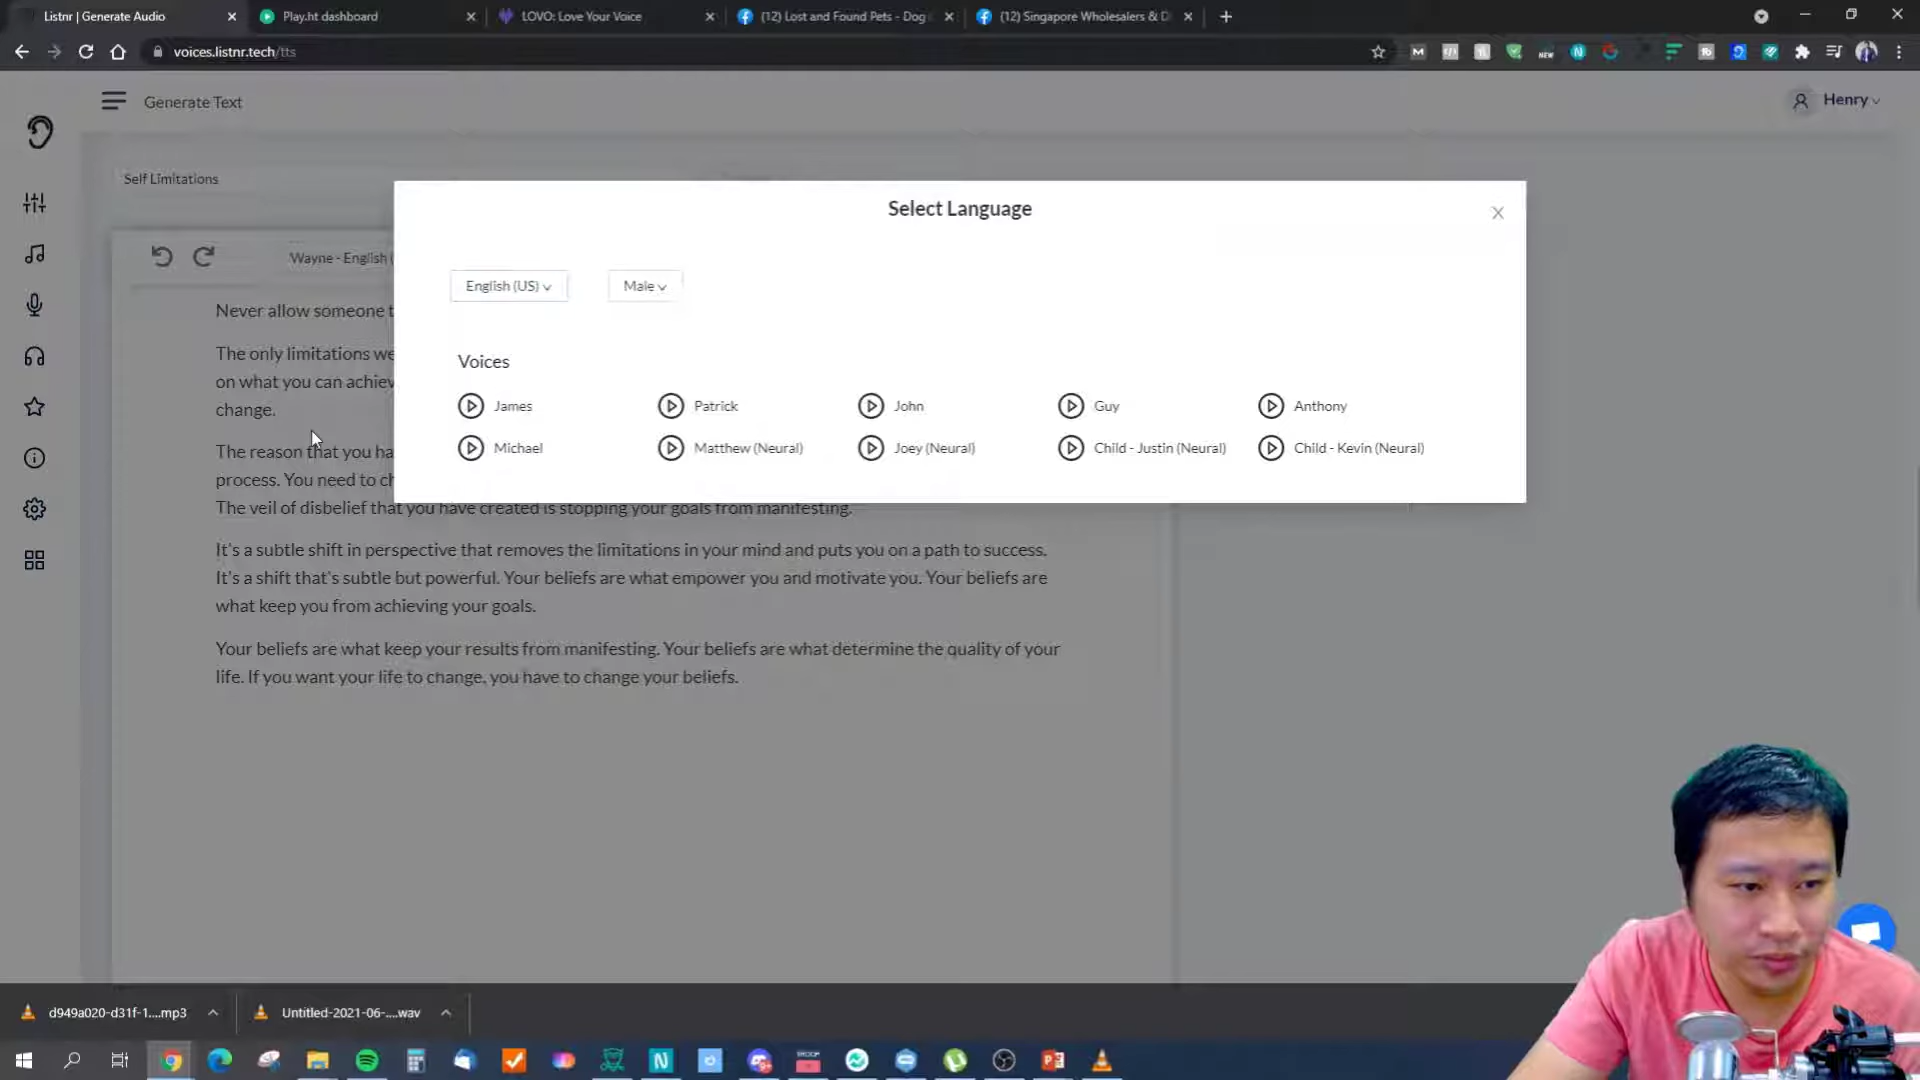 Listnr | Generate Audio
Play.ht dashboard
LOVO: Love Your Voice
(12) Lost and Found Pets - Dog
(12) Singapore Wholesalers & D
voices.listnr.tech/tts
NEW
Generate Text
Henry
Self Limitations
Select Language
Wayne - English (
English (US)
Male
Never allow someone t
The only limitations we
on what you can achiev
change.
Voices
James
Patrick
John
Guy
Anthony
Michael
Matthew (Neural)
Joey (Neural)
Child - Justin (Neural)
Child - Kevin (Neural)
The reason that you ha
process. You need to ch
The veil of disbelief that you have created is stopping your goals from manifesting.
It's a subtle shift in perspective that removes the limitations in your mind and puts you on a path to success.
It's a shift that's subtle but powerful. Your beliefs are what empower you and motivate you. Your beliefs are
what keep you from achieving your goals.
Your beliefs are what keep your results from manifesting. Your beliefs are what determine the quality of your
life. If you want your life to change, you have to change your beliefs.
d949a020-d31f-1....mp3
Untitled-2021-06-....wav